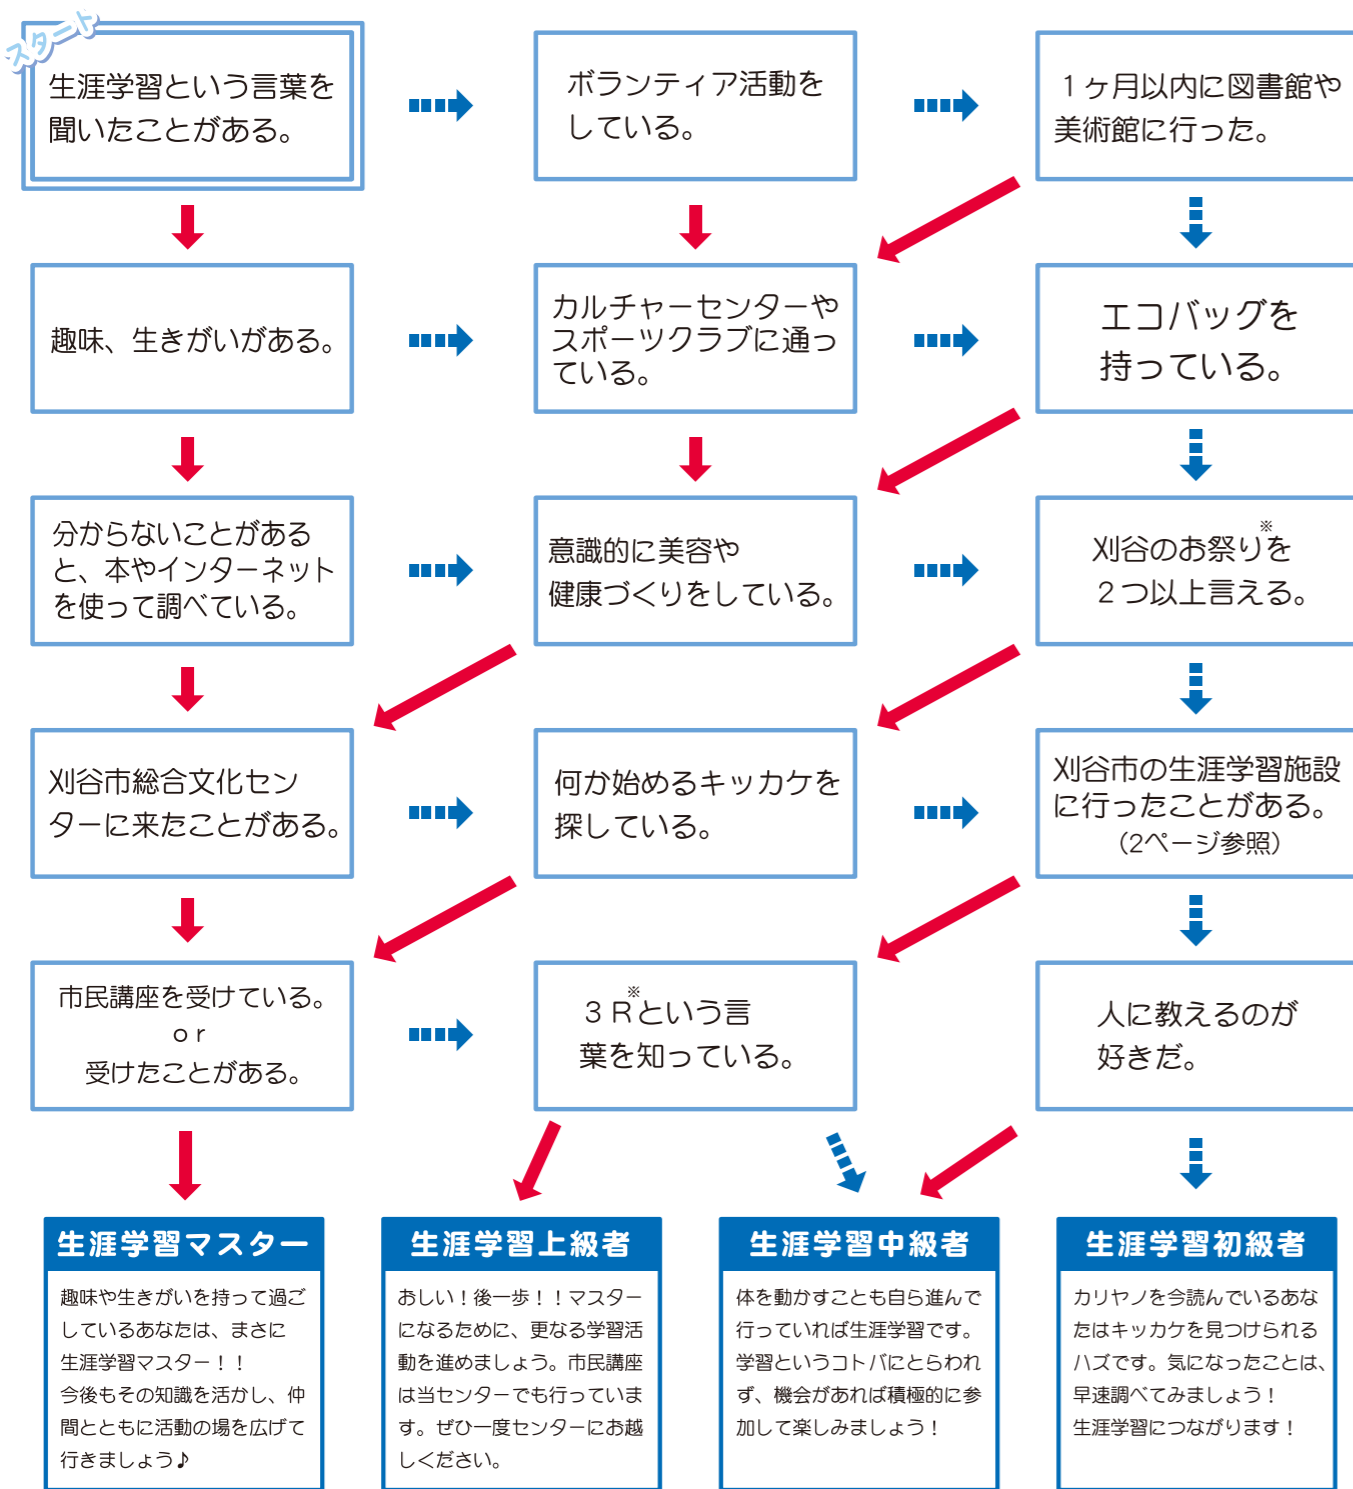 スタート
生涯学習という言葉を
聞いたことがある。
ボランティア活動を
している。
1ヶ月以内に図書館や
美術館に行った。
趣味、生きがいがある。
カルチャーセンターや
スポーツクラブに通っ
ている。
エコバッグを
持っている。
分からないことがある
と、本やインターネット
を使って調べている。
意識的に美容や
健康づくりをしている。
刈谷のお祭り※を
2つ以上言える。
刈谷市総合文化セン
ターに来たことがある。
何か始めるキッカケを
探している。
刈谷市の生涯学習施設
に行ったことがある。
（2ページ参照）
市民講座を受けている。
or
受けたことがある。
3R※という言
葉を知っている。
人に教えるのが
好きだ。
生涯学習マスター
趣味や生きがいを持って過ご
しているあなたは、まさに
生涯学習マスター！！
今後もその知識を活かし、仲
間とともに活動の場を広げて
行きましょう♪
生涯学習上級者
おしい！後一歩！！マスター
になるために、更なる学習活
動を進めましょう。市民講座
は当センターでも行っていま
す。ぜひ一度センターにお越
しください。
生涯学習中級者
体を動かすことも自ら進んで
行っていれば生涯学習です。
学習というコトバにとらわれ
ず、機会があれば積極的に参
加して楽しみましょう！
生涯学習初級者
カリヤノを今読んでいるあな
たはキッカケを見つけられる
ハズです。気になったことは、
早速調べてみましょう！
生涯学習につながります！